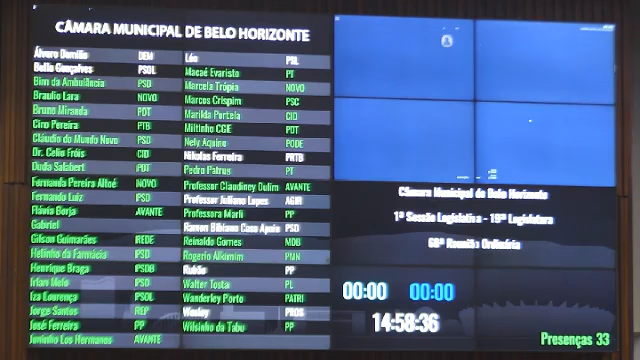 CÂMARA MUNICIPAL DE BELO HORIZONTE
Álvaro Damião DEM Léo PSL
Bella Gonçalves PSOL Macaé Evaristo PT
Bim da Ambulância PSD Marcela Trópia NOVO
Braulio Lara NOVO Marcos Crispim PSC
Bruno Miranda PDT Marilda Portela CID
Ciro Pereira PTB Miltinho CGE PDT
Cláudio do Mundo Novo PSD Nely Aquino PODE
Dr. Célio Fróis CID Nikolas Ferreira PRTB
Duda Salabert PDT Pedro Patrus PT
Fernanda Pereira Altoé NOVO Professor Claudiney Dulim AVANTE
Fernando Luiz PSD Professor Juliano Lopes AGIR
Flávia Borja AVANTE Professora Marli PP
Gabriel Ramon Bibiano Casa Apoio PSD
Gilson Guimarães REDE Reinaldo Gomes MDB
Helinho da Farmácia PSD Rogerio Alkimim PMN
Henrique Braga PSDB Rubão PP
Irlan Melo PSD Walter Tosta PL
Iza Lourença PSOL Wanderley Porto PATRI
Jorge Santos REP Wesley PROS
José Ferreira PP Wilsinho da Tabu PP
Juninho Los Hermanos AVANTE
Câmara Municipal de Belo Horizonte
1ª Sessão Legislativa - 19ª Legislatura
68ª Reunião Ordinária
00:00 00:00
14:58:36
Presenças 33